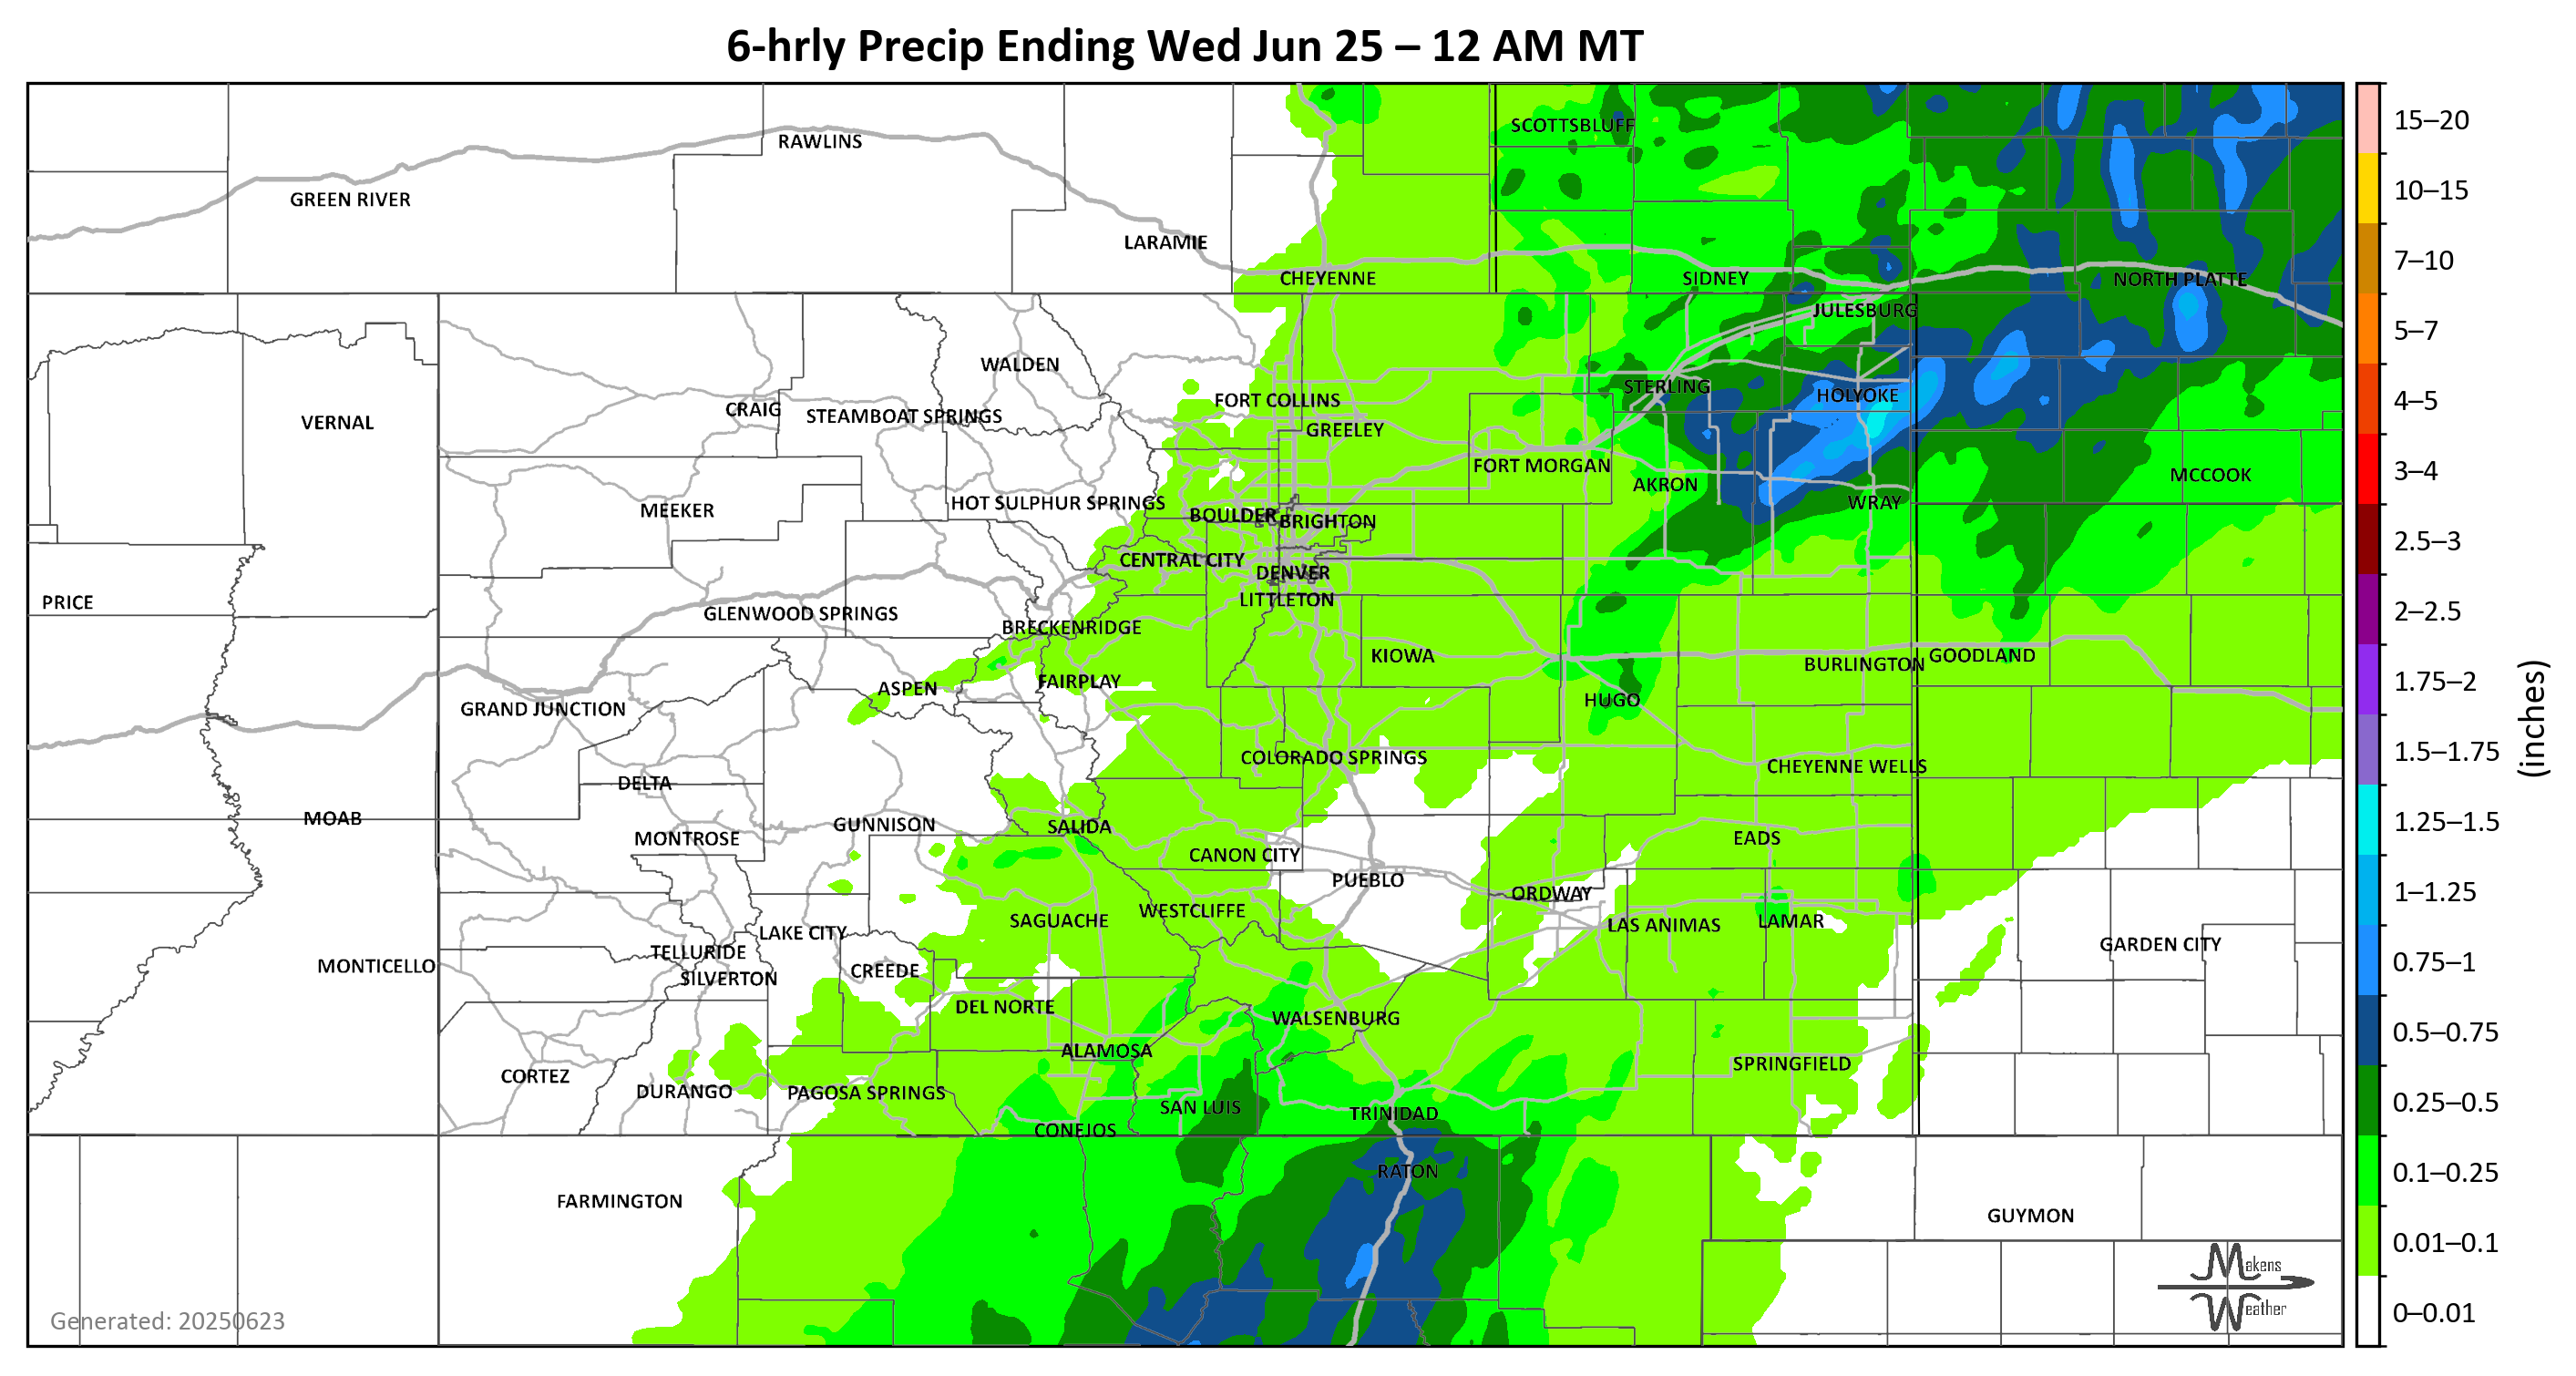 6-hrly Precip Ending Wed Jun 25 – 12 AM MT
RAWLINS
GREEN RIVER
LARAMIE
CHEYENNE
SCOTTSBLUFF
SIDNEY
NORTH PLATTE
JULESBURG
WALDEN
STERLING
HOLYOKE
FORT COLLINS
CRAIG
STEAMBOAT SPRINGS
VERNAL
GREELEY
FORT MORGAN
MCCOOK
AKRON
HOT SULPHUR SPRINGS
WRAY
MEEKER
BOULDER
BRIGHTON
CENTRAL CITY
DENVER
LITTLETON
PRICE
GLENWOOD SPRINGS
BRECKENRIDGE
KIOWA
GOODLAND
BURLINGTON
FAIRPLAY
ASPEN
HUGO
GRAND JUNCTION
COLORADO SPRINGS
CHEYENNE WELLS
DELTA
MOAB
GUNNISON
SALIDA
MONTROSE
EADS
CANON CITY
PUEBLO
ORDWAY
WESTCLIFFE
SAGUACHE
LAS ANIMAS
LAMAR
LAKE CITY
GARDEN CITY
TELLURIDE
MONTICELLO
CREEDE
SILVERTON
DEL NORTE
WALSENBURG
ALAMOSA
SPRINGFIELD
CORTEZ
DURANGO
PAGOSA SPRINGS
SAN LUIS
TRINIDAD
CONEJOS
RATON
FARMINGTON
GUYMON
Generated: 20250623
Makens
Weather
15–20
10–15
7–10
5–7
4–5
3–4
2.5–3
2–2.5
1.75–2
1.5–1.75
1.25–1.5
1–1.25
0.75–1
0.5–0.75
0.25–0.5
0.1–0.25
0.01–0.1
0–0.01
(inches)